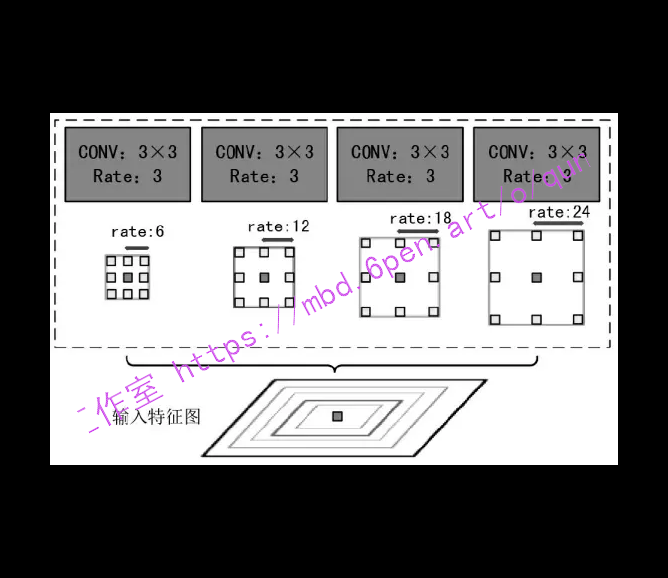 CONV: 3×3
Rate: 3
CONV: 3×3
Rate: 3
CONV: 3×3
Rate: 3
CONV: 3×3
Rate: 3
rate:6
rate:12
rate:18
rate:24
输入特征图
作室 https://mbd.6pen.art/o/qun